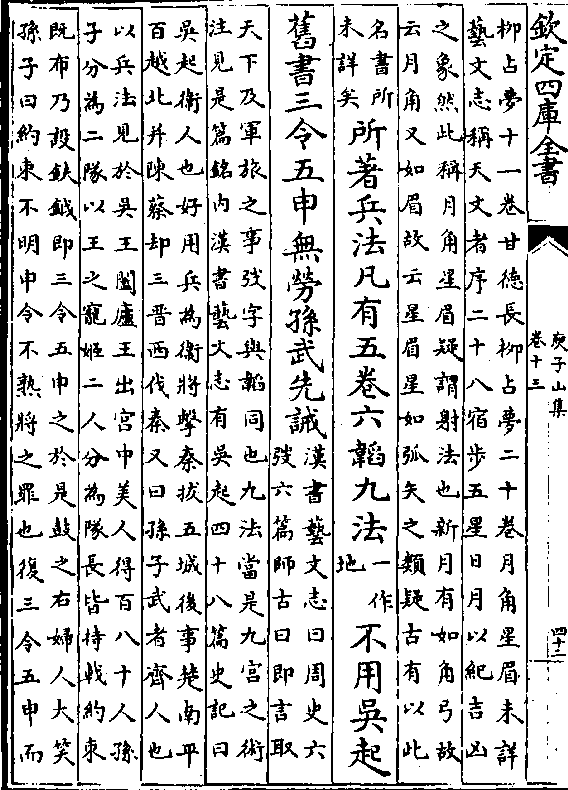 欽定四庫全書
庾子山集
卷十三
四十二
柳占夢十一卷甘德長柳占夢二十卷月角星眉未詳
藝文志稱天文者序二十八宿步五星日月以紀吉凶
之象然此稱月角星眉疑謂射法也新月有如角弓故
云月角又如眉故云星眉星如弧矢之類疑古有以此
名書所
未詳矣
所著兵法凡有五卷六韜九法
一作
地
不用吳起
舊書三令五申無勞孫武先誡
漢書藝文志曰周史六
弢六篇師古曰即言取
天下及軍旅之事弢字與韜同也九法當是九宮之術
注見是篇銘内漢書藝文志有吳起四十八篇史記曰
吳起衛人也好用兵為衛將擊秦拔五城後事楚南平
百越北并陳蔡却三晉西伐秦又曰孫子武者齊人也
以兵法見於吳王闔廬王出宮中美人得百八十人孫
子分為二隊以王之寵姬二人分為隊長皆持戟約束
既布乃設鈇鉞即三令五申之於是鼓之右婦人大笑
孫子曰約束不明申令不熟將之罪也復三令五申而